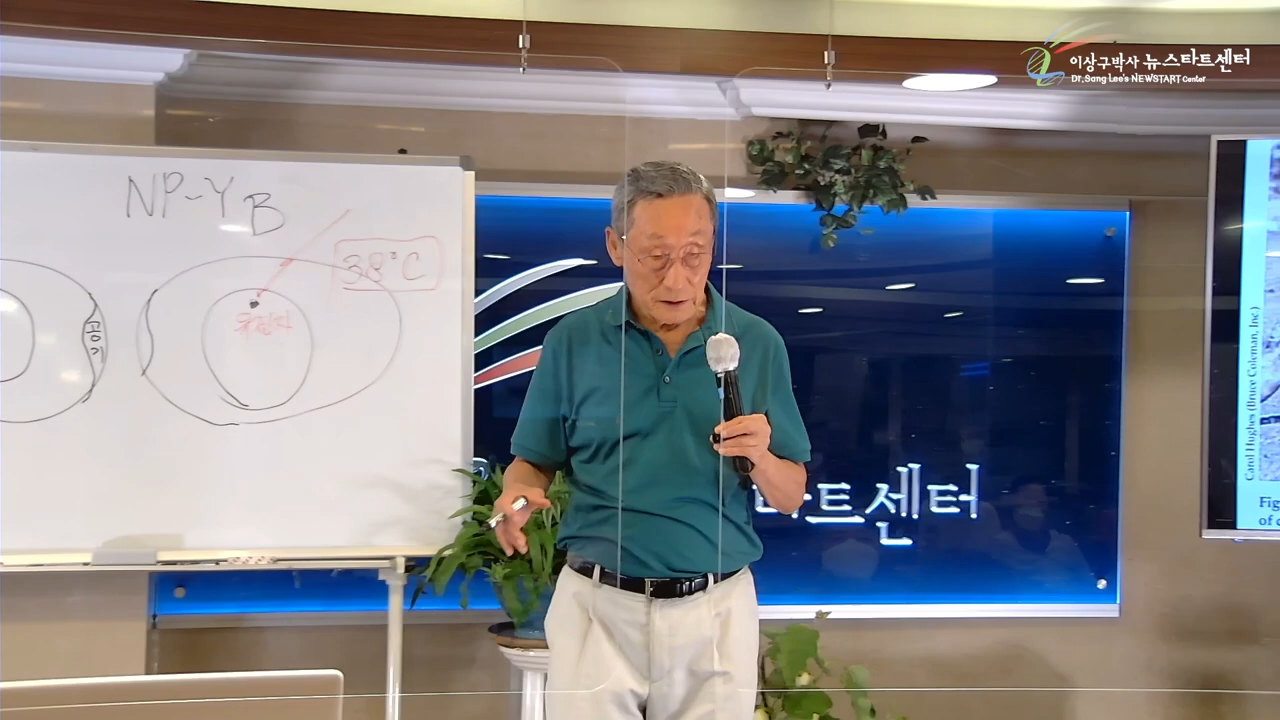 이상구박사 뉴스타트센터
Dr. Sang Lee's NEWSTART Center
NP-Y B
38°C
유전자
공기
타트센터
Carol Hughes (Bruce Coleman, Inc.)
Fig
of c